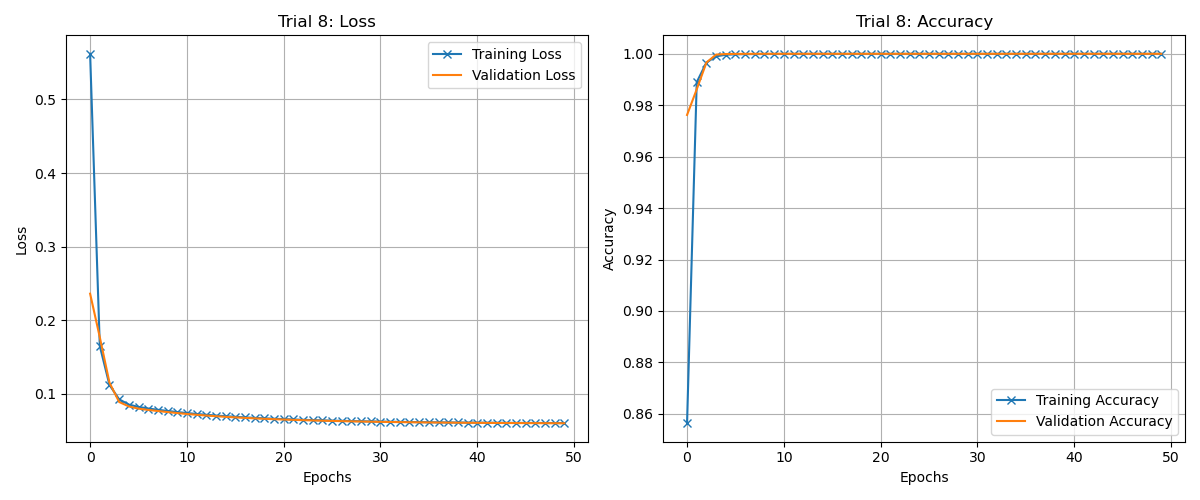 Trial 8: Loss
Training Loss
Validation Loss
0.5
0.4
0.3
0.2
0.1
Loss
0 10 20 30 40 50
Epochs
Trial 8: Accuracy
1.00
0.98
0.96
0.94
0.92
0.90
0.88
0.86
Accuracy
Training Accuracy
Validation Accuracy
0 10 20 30 40 50
Epochs